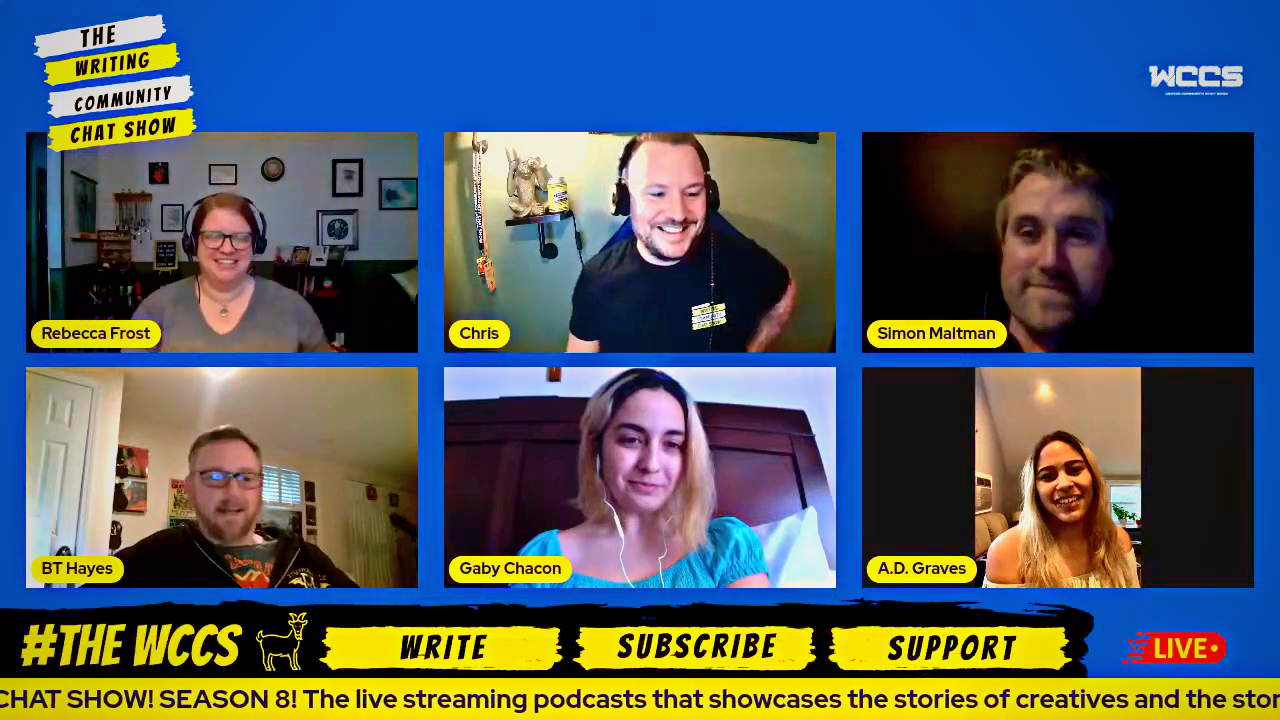 THE
WRITING
COMMUNITY
CHAT SHOW
WCCS
Rebecca Frost
Chris
Simon Maltman
BT Hayes
Gaby Chacon
A.D. Graves
#THE WCCS
WRITE
SUBSCRIBE
SUPPORT
LIVE
CHAT SHOW! SEASON 8! The live streaming podcasts that showcases the stories of creatives and the stor